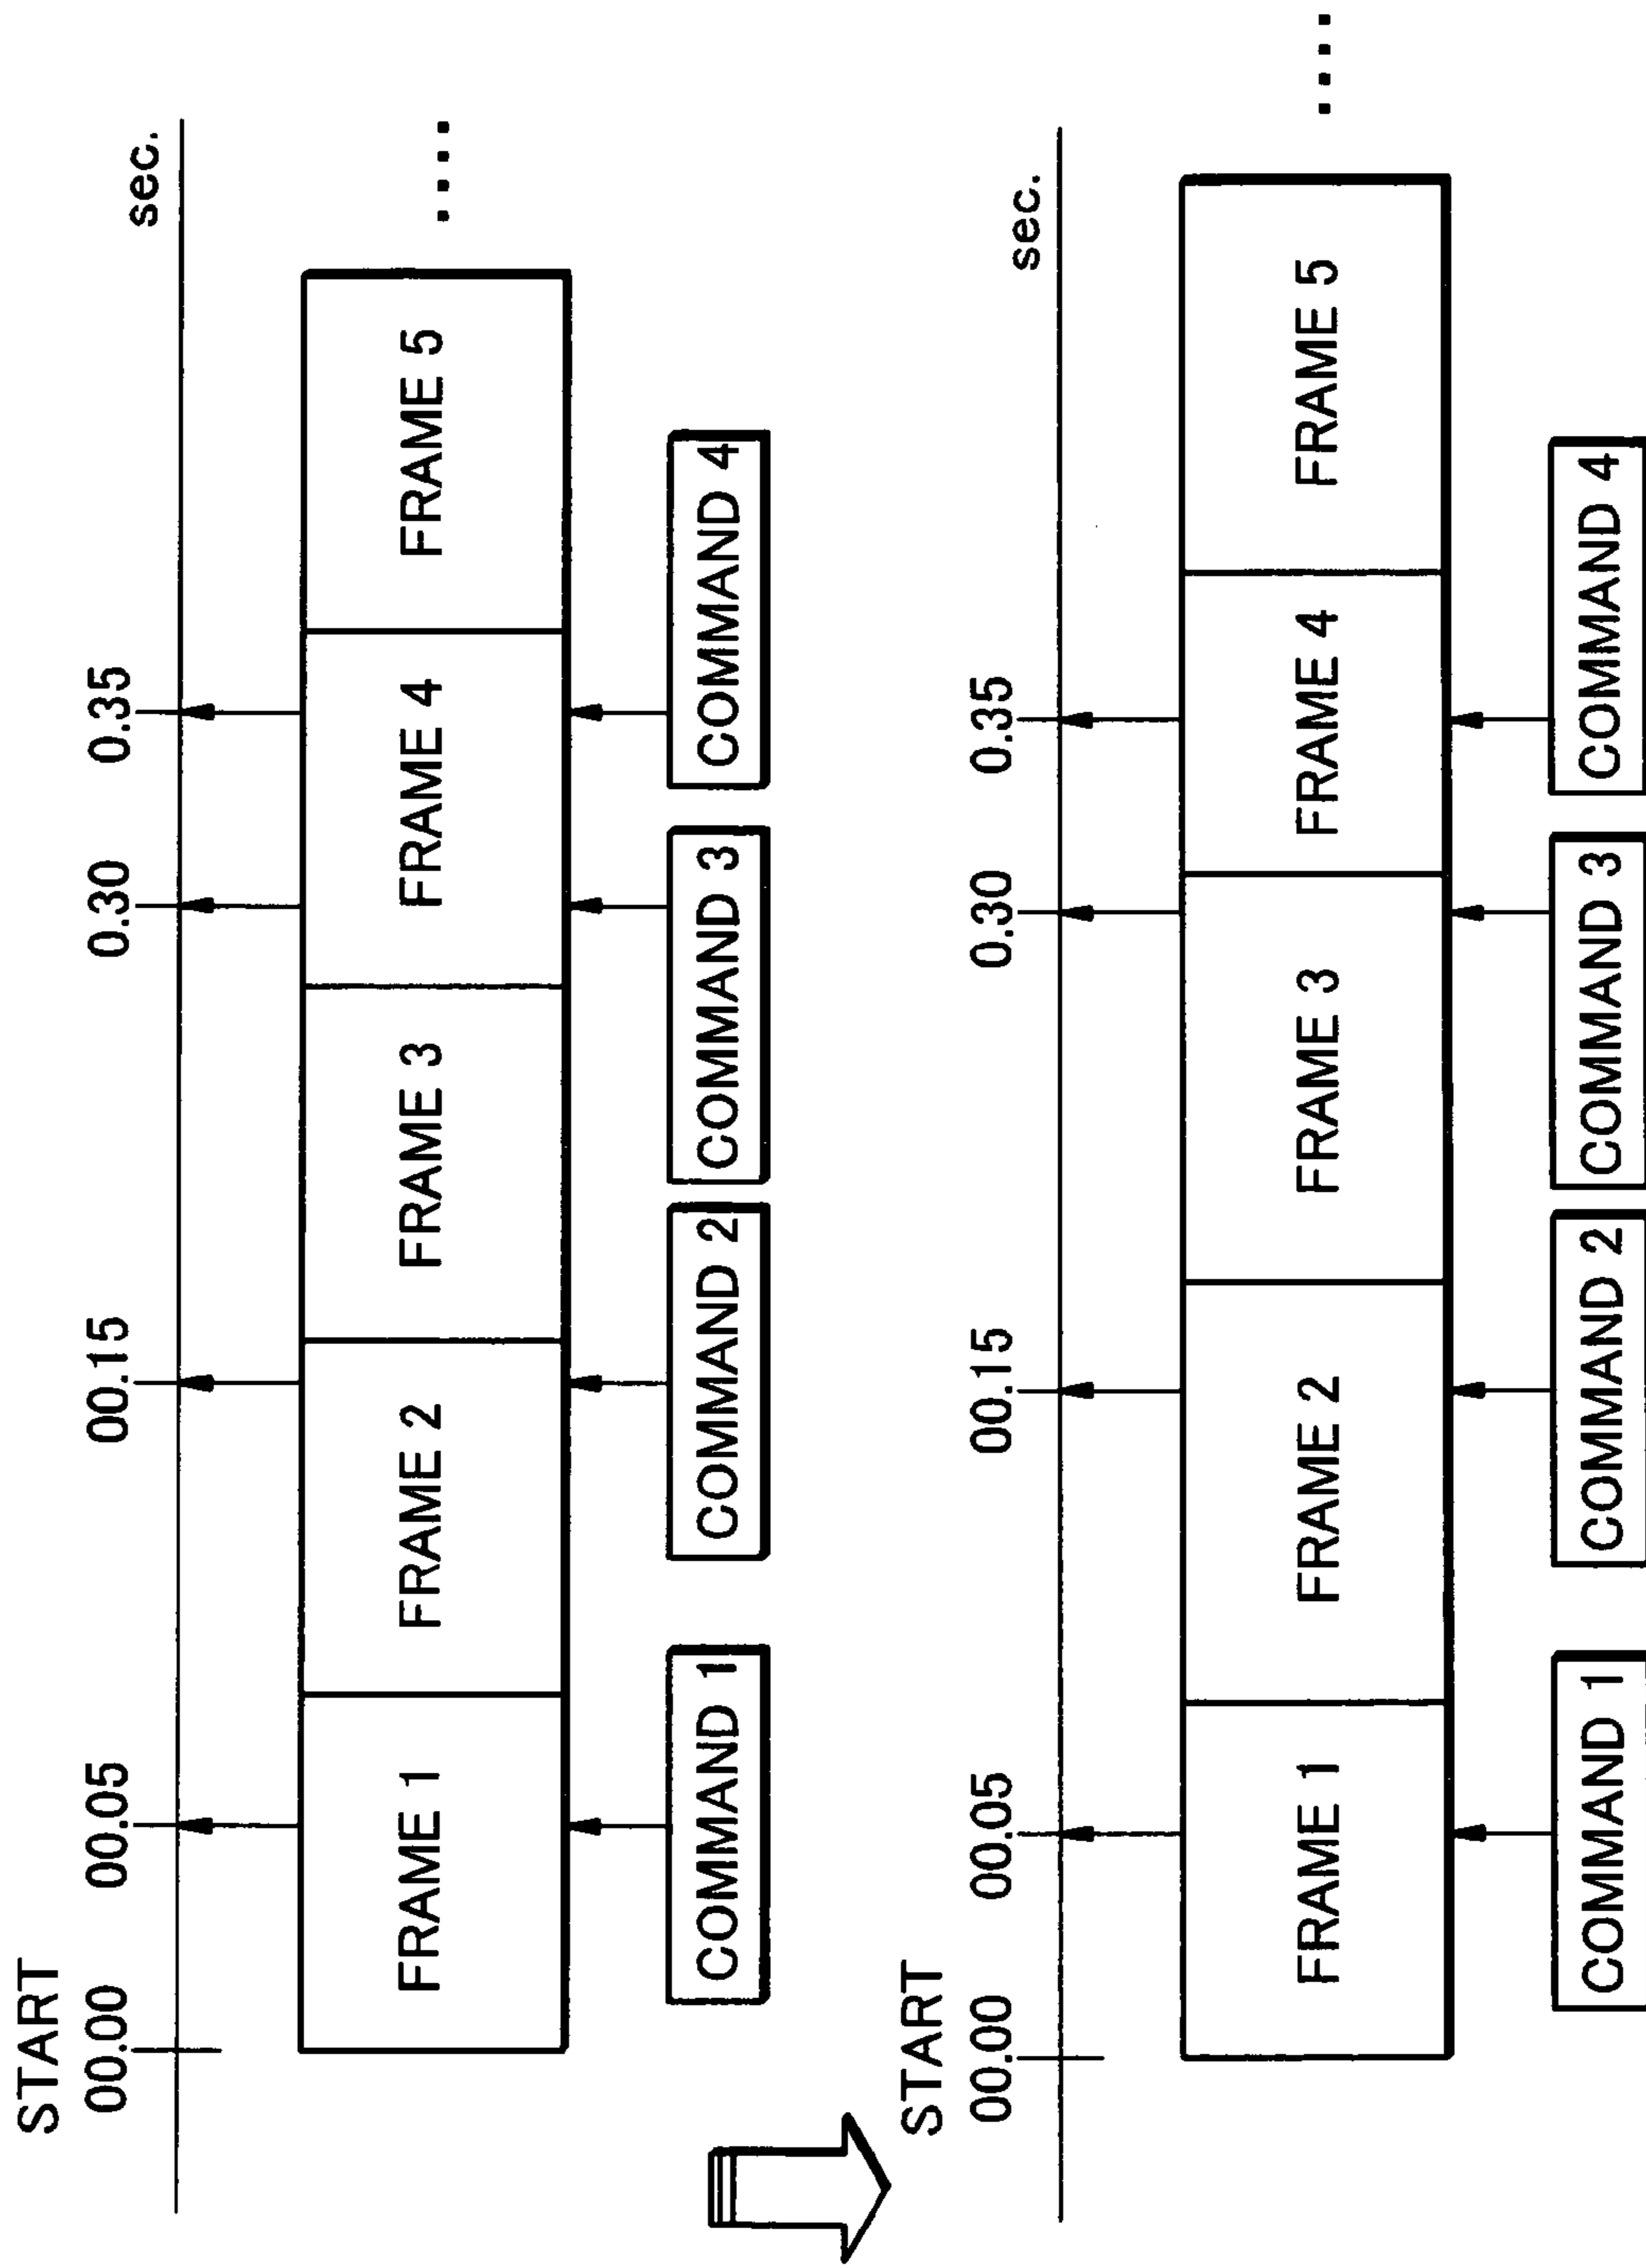 START
00.00
00.05
00.15
0.30
0.35
sec.
FRAME 1
FRAME 2
FRAME 3
FRAME 4
FRAME 5
COMMAND 1
COMMAND 2
COMMAND 3
COMMAND 4
START
00.00
00.05
00.15
0.30
0.35
sec.
FRAME 1
FRAME 2
FRAME 3
FRAME 4
FRAME 5
COMMAND 1
COMMAND 2
COMMAND 3
COMMAND 4